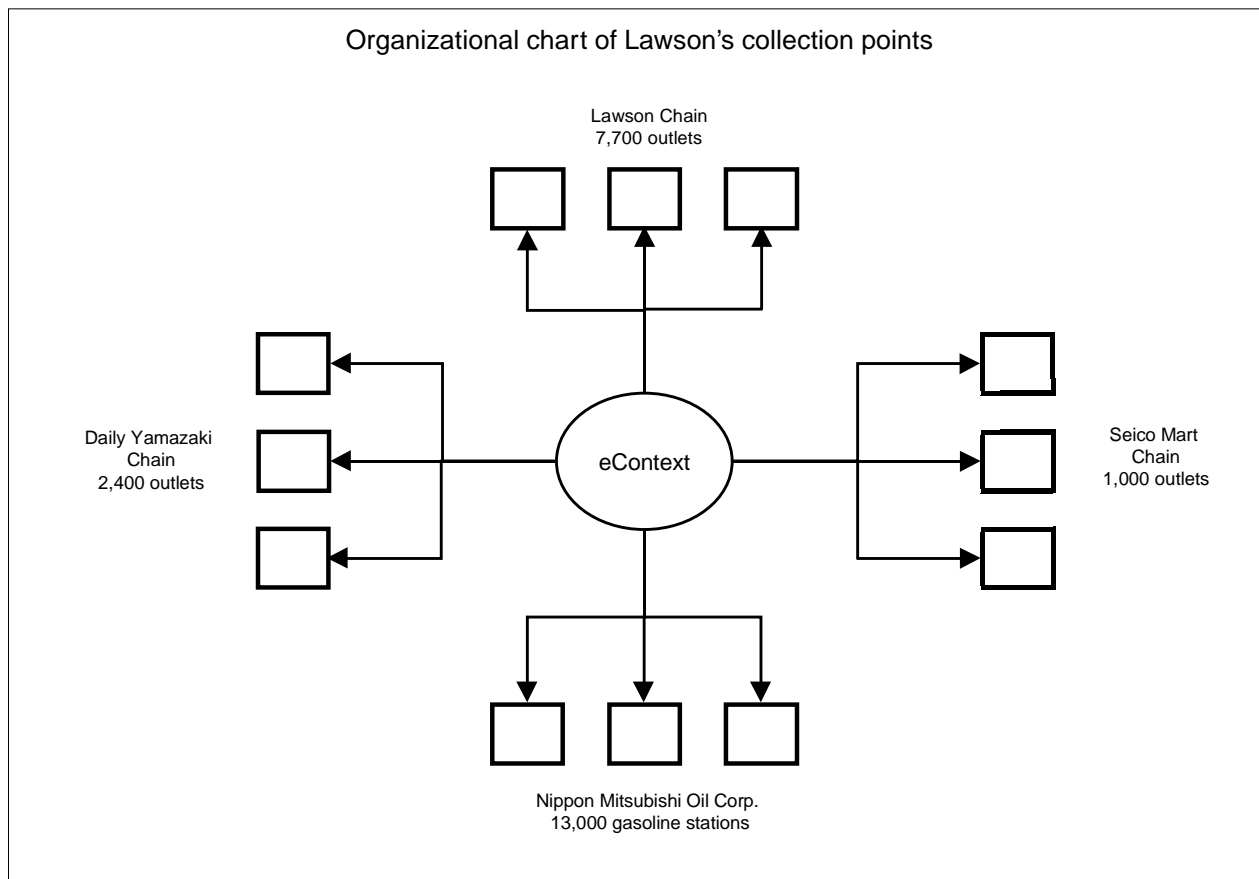 Organizational chart of Lawson’s collection points
Lawson Chain
7,700 outlets
Daily Yamazaki
Chain
2,400 outlets
eContext
Seico Mart
Chain
1,000 outlets
Nippon Mitsubishi Oil Corp.
13,000 gasoline stations